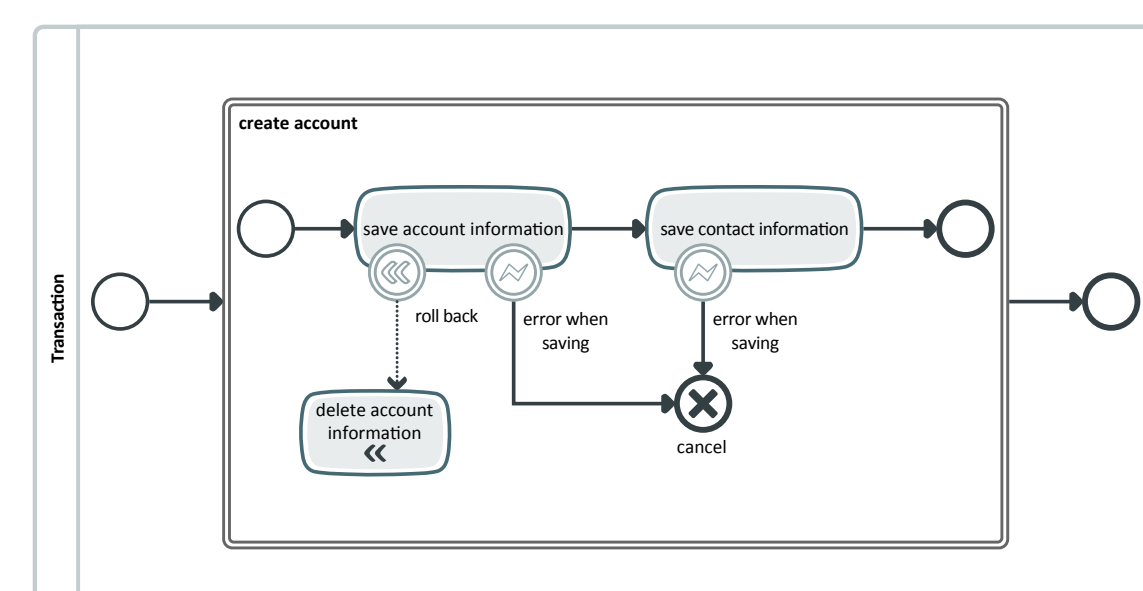 Transaction
create account
save account information
save contact information
roll back
error when
saving
error when
saving
delete account
information
cancel